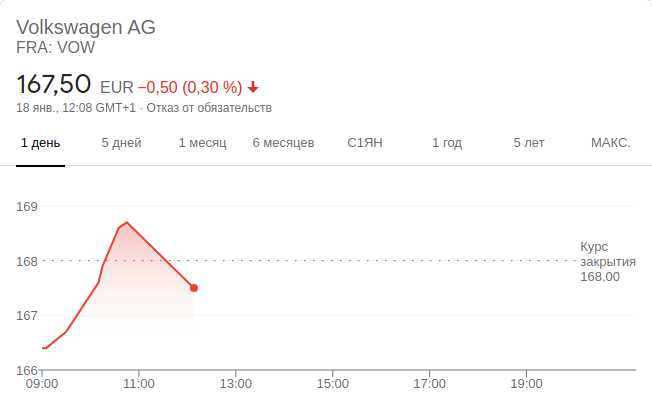 Volkswagen AG
FRA: VOW
167,50 EUR −0,50 (0,30 %)
18 янв., 12:08 GMT+1 · Отказ от обязательств
1 день 5 дней 1 месяц 6 месяцев С1ЯН 1 год 5 лет МАКС.
169
168
167
166
Курс
закрытия
168,00
09:00 11:00 13:00 15:00 17:00 19:00